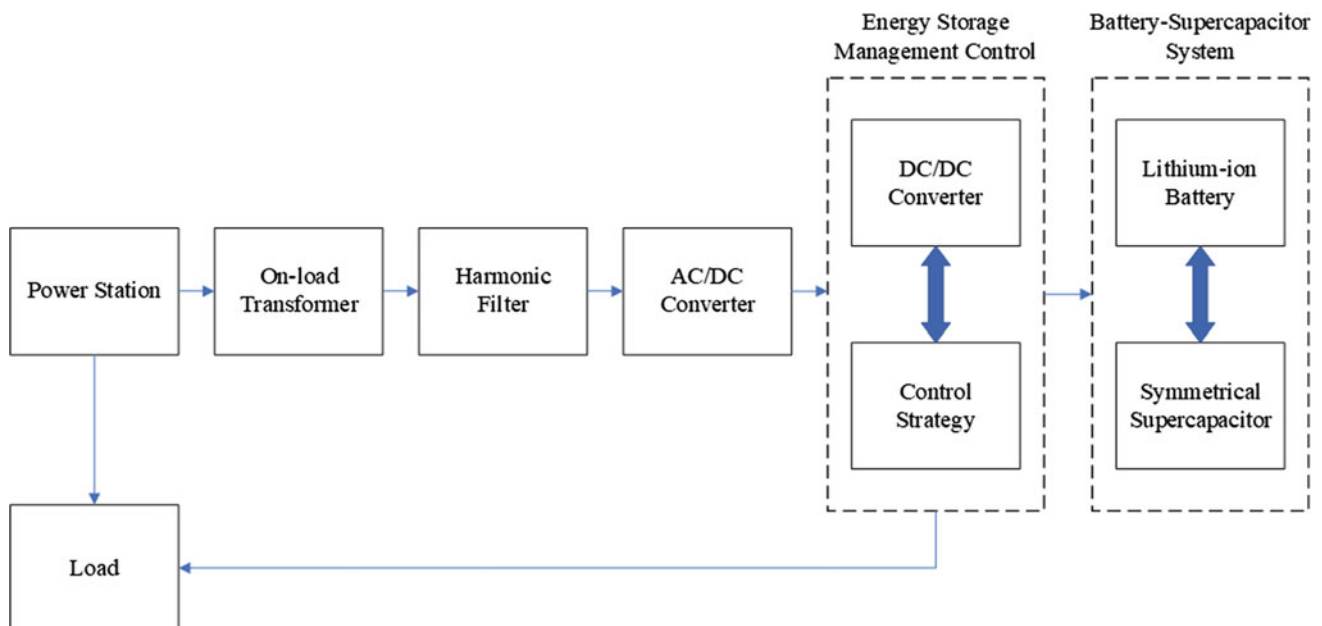 Energy Storage
Management Control
Battery-Supercapacitor
System
Power Station
On-load
Transformer
Harmonic
Filter
AC/DC
Converter
DC/DC
Converter
Control
Strategy
Lithium-ion
Battery
Symmetrical
Supercapacitor
Load